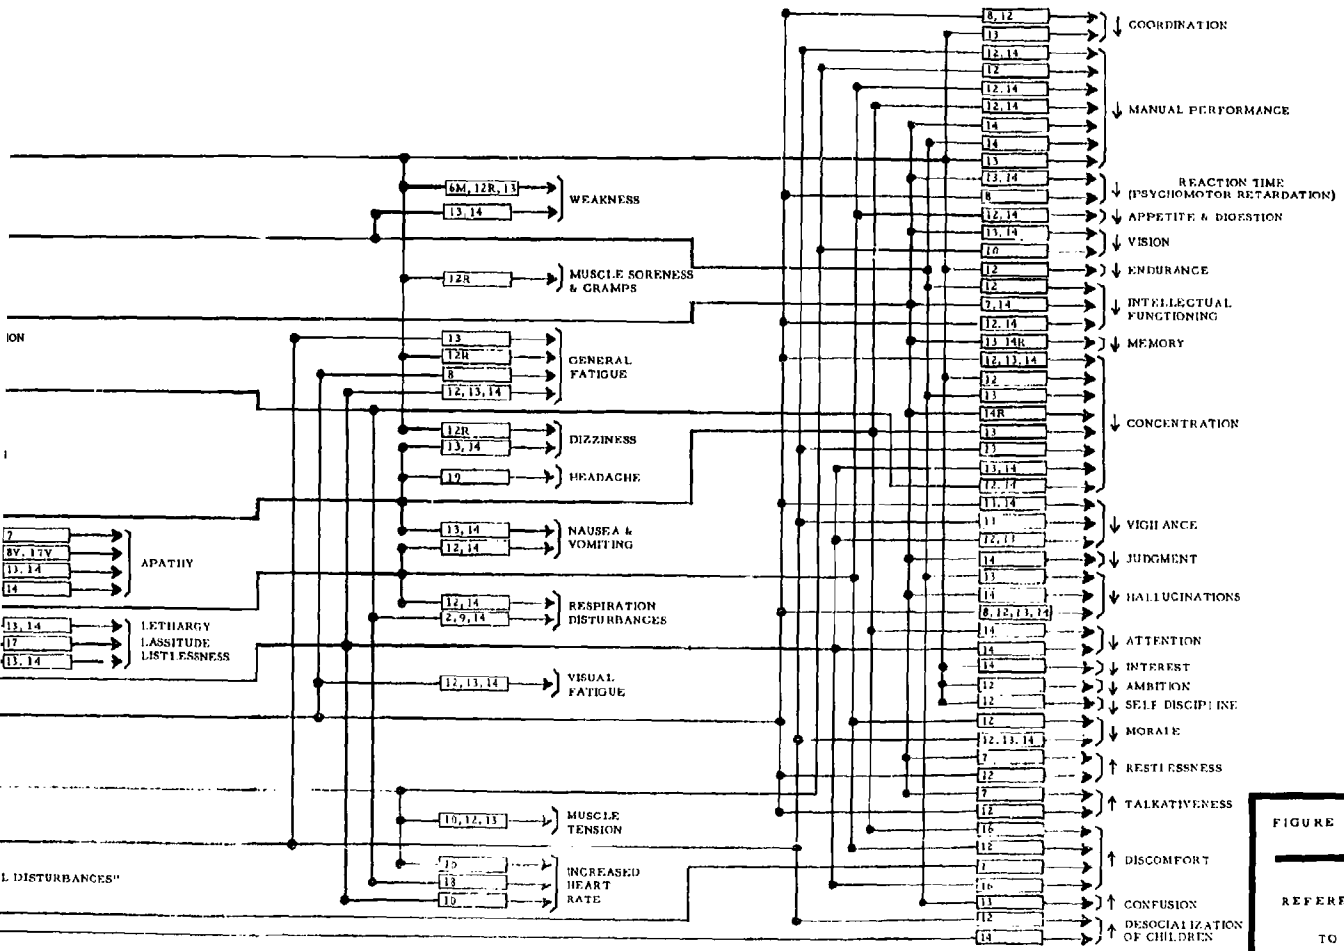 8, 12
13
↓ COORDINATION
12, 14
12
12, 14
12, 14
14
14
13
↓ MANUAL PERFORMANCE
13, 14
8
↓ REACTION TIME
(PSYCHOMOTOR RETARDATION)
12, 14
↓ APPETITE & DIGESTION
13, 14
10
↓ VISION
12
↓ ENDURANCE
12
7, 14
12, 14
↓ INTELLECTUAL
FUNCTIONING
13 14R
↓ MEMORY
12, 13, 14
12
13
14R
13
13
13, 14
12, 14
↓ CONCENTRATION
11, 14
11
12, 13
↓ VIGILANCE
14
↓ JUDGMENT
13
14
8, 12, 13, 14
↓ HALLUCINATIONS
14
14
↓ ATTENTION
14
↓ INTEREST
12
↓ AMBITION
12
↓ SELF DISCIPLINE
12
12, 13, 14
↓ MORALE
7
12
↑ RESTLESSNESS
7
12
↑ TALKATIVENESS
16
16
↑ DISCOMFORT
13
↑ CONFUSION
12
14
↑ DESOCIALIZATION
OF CHILDREN
6M, 12R, 13
13, 14
WEAKNESS
12R
MUSCLE SORENESS
& CRAMPS
13
12R
8
12, 13, 14
GENERAL
FATIGUE
12R
13, 14
DIZZINESS
19
HEADACHE
13, 14
12, 14
NAUSEA &
VOMITING
12, 14
2, 9, 14
RESPIRATION
DISTURBANCES
12, 13, 14
VISUAL
FATIGUE
10, 12, 13
MUSCLE
TENSION
18
10
INCREASED
HEART
RATE
ION
7
8V, 17V
13, 14
14
APATHY
13, 14
17
13, 14
LETHARGY
LASSITUDE
LISTLESSNESS
L DISTURBANCES"
FIGURE
REFERE
TO